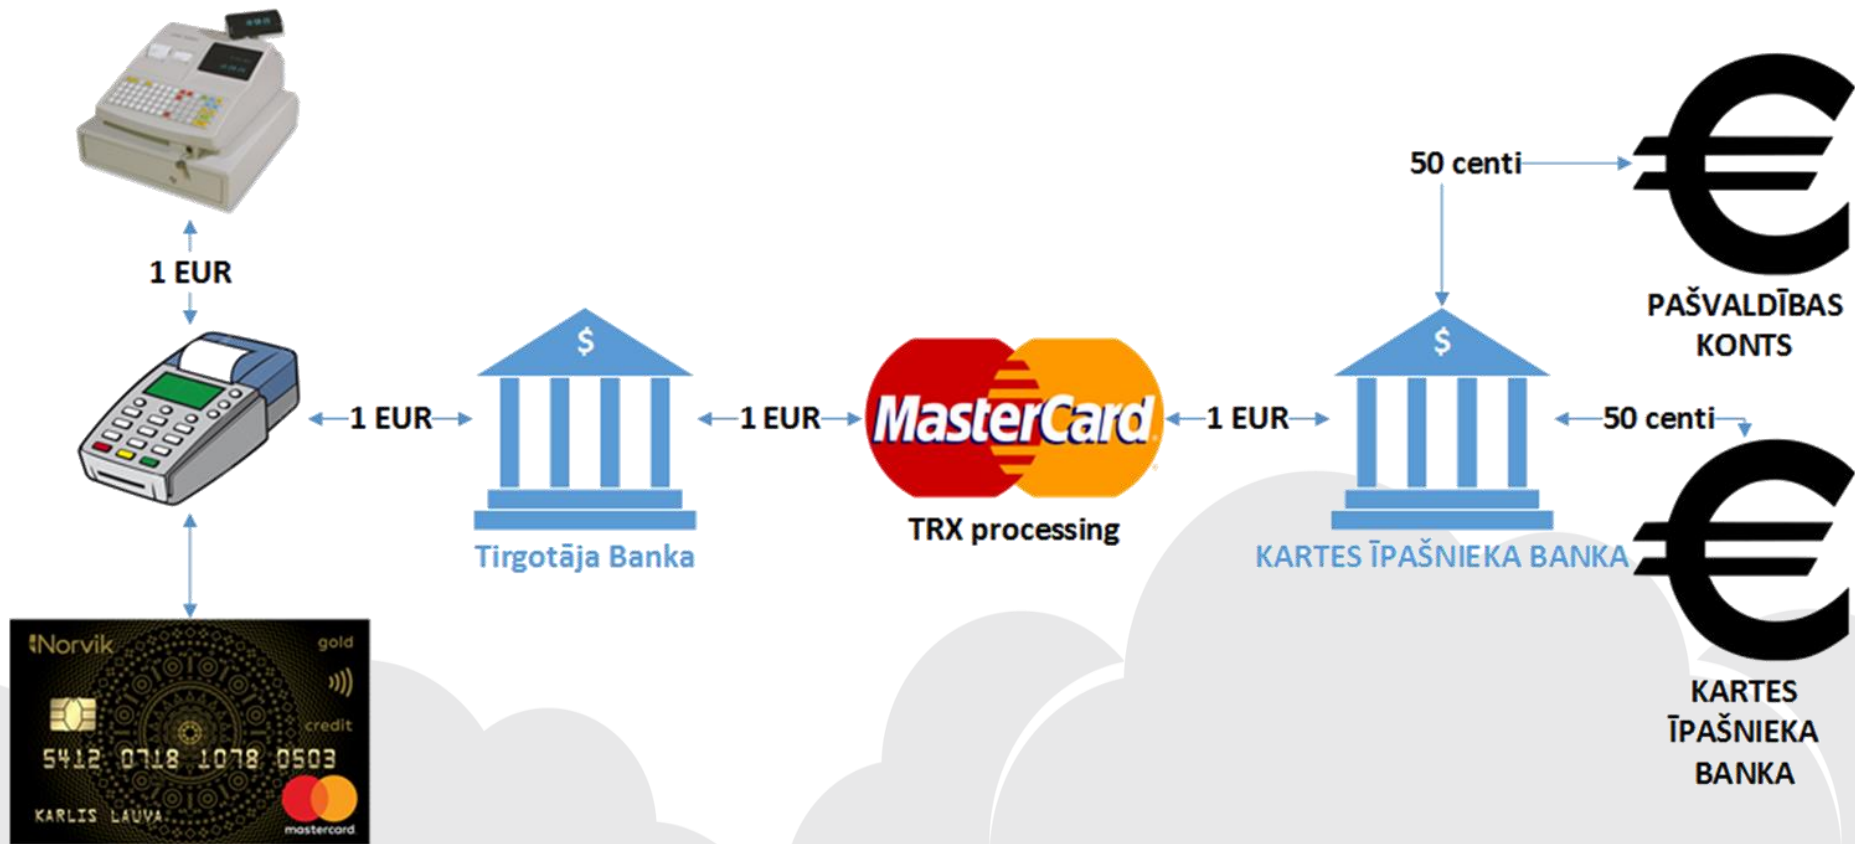 1 EUR
1 EUR
1 EUR
1 EUR
50 centi
50 centi
$
$
MasterCard
TRX processing
Tirgotāja Banka
KARTES ĪPAŠNIEKA BANKA
PAŠVALDĪBAS
KONTS
KARTES
ĪPAŠNIEKA
BANKA
Norvik
gold
credit
5412 0718 1078 0503
KARLIS LAUVA
mastercard